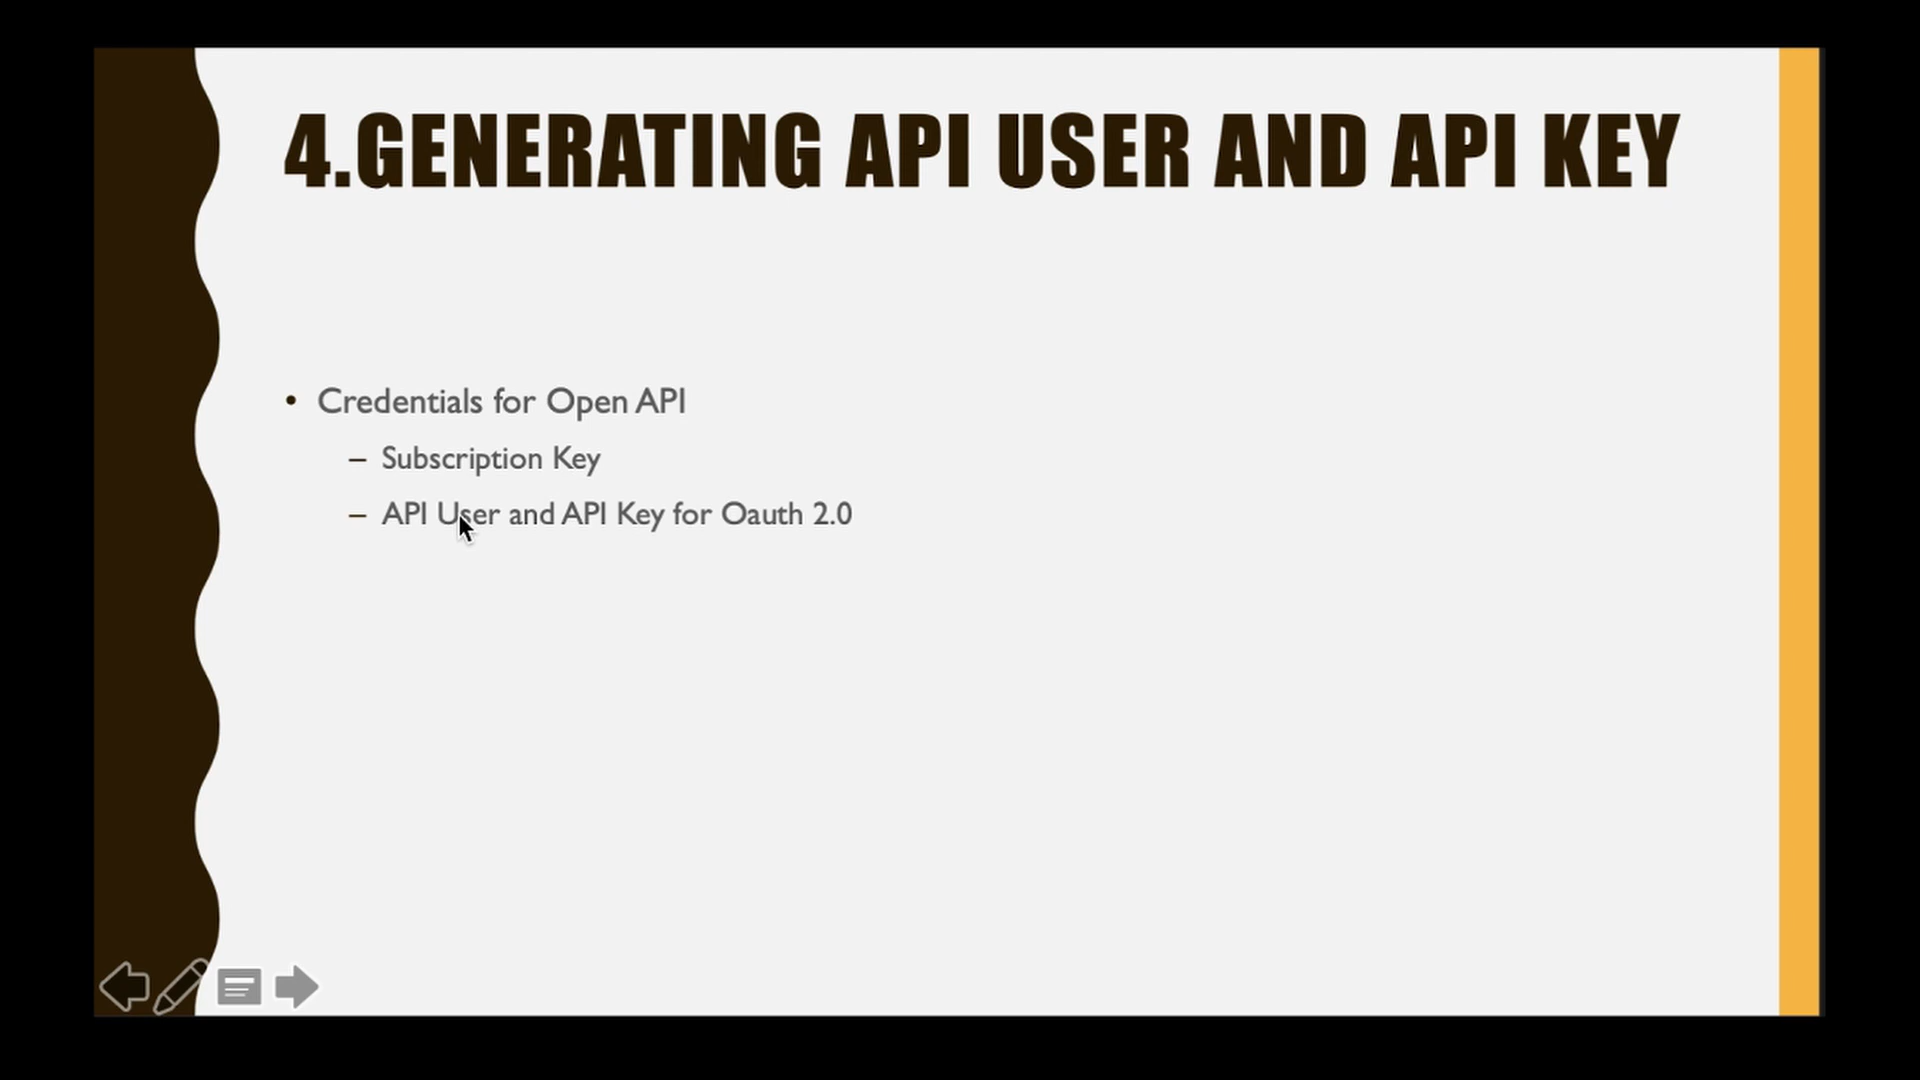 4.GENERATING API USER AND API KEY
• Credentials for Open API
– Subscription Key
– API User and API Key for Oauth 2.0